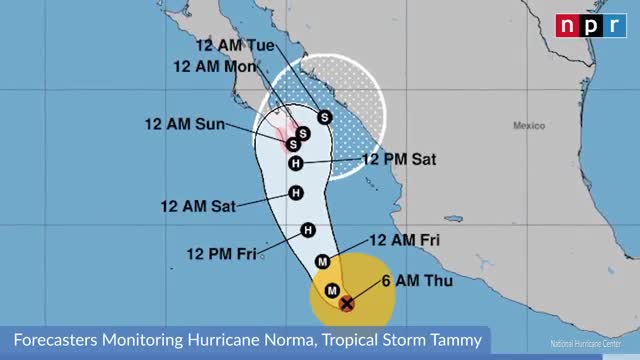 npr
12 AM Tue
12 AM Mon
12 AM Sun
S
S
S
Mexico
H
12 PM Sat
12 AM Sat
H
12 PM Fri
H
12 AM Fri
M
M
6 AM Thu
Forecasters Monitoring Hurricane Norma, Tropical Storm Tammy
National Hurricane Center